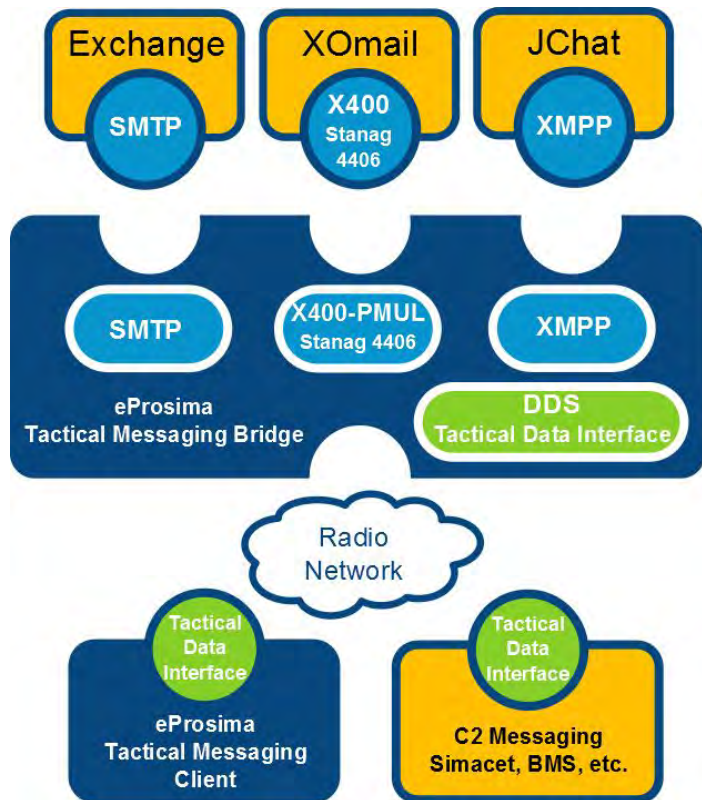 Exchange
XOmail
JChat
SMTP
X400
Stanag
4406
XMPP
SMTP
X400-PMUL
Stanag 4406
XMPP
eProsima
Tactical Messaging Bridge
DDS
Tactical Data Interface
Radio
Network
Tactical
Data
Interface
eProsima
Tactical Messaging
Client
Tactical
Data
Interface
C2 Messaging
Simacet, BMS, etc.